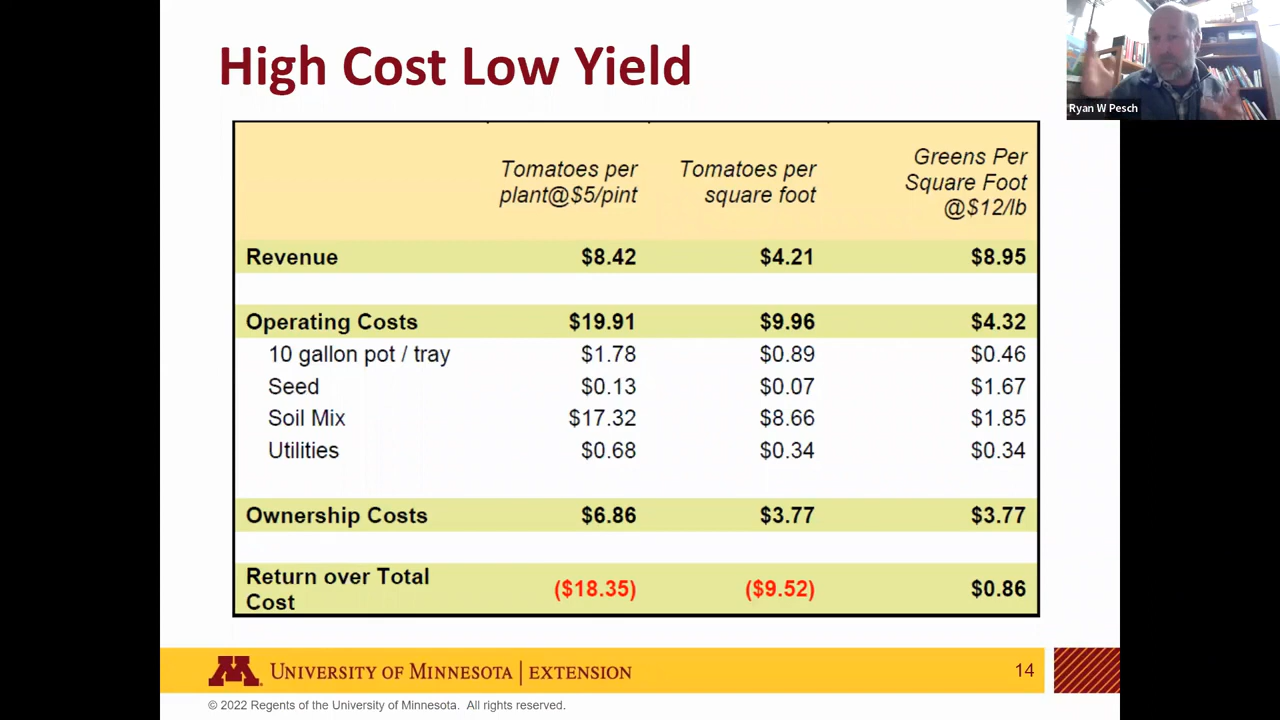 High Cost Low Yield
Ryan W Pesch
Tomatoes per
plant@$5/pint
Tomatoes per
square foot
Greens Per
Square Foot
@$12/lb
Revenue $8.42 $4.21 $8.95
Operating Costs $19.91 $9.96 $4.32
10 gallon pot / tray $1.78 $0.89 $0.46
Seed $0.13 $0.07 $1.67
Soil Mix $17.32 $8.66 $1.85
Utilities $0.68 $0.34 $0.34
Ownership Costs $6.86 $3.77 $3.77
Return over Total
Cost ($18.35) ($9.52) $0.86
M UNIVERSITY OF MINNESOTA | EXTENSION 14
© 2022 Regents of the University of Minnesota. All rights reserved.